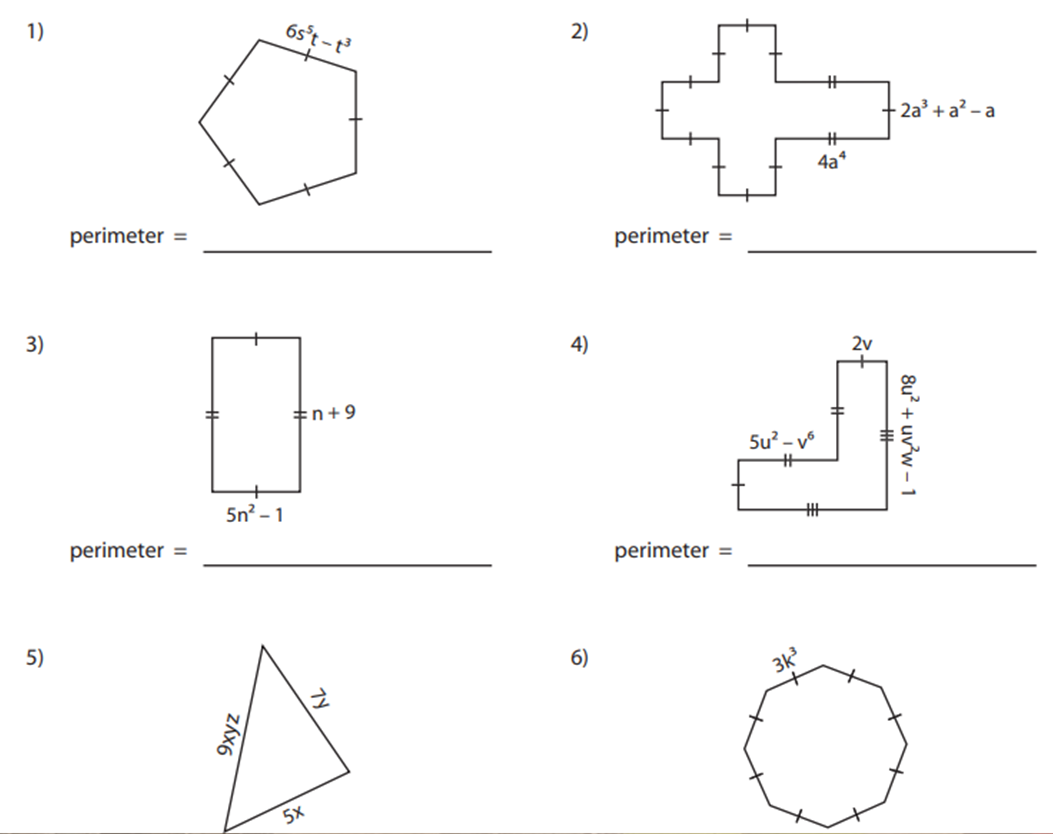 1)
6s⁵t – t³
perimeter =
2)
2a³ + a² – a
4a⁴
perimeter =
3)
n + 9
5n² – 1
perimeter =
4)
2v
8u² + uv²w – 1
5u² – v⁶
perimeter =
5)
7y
9xyz
5x
6)
3k³